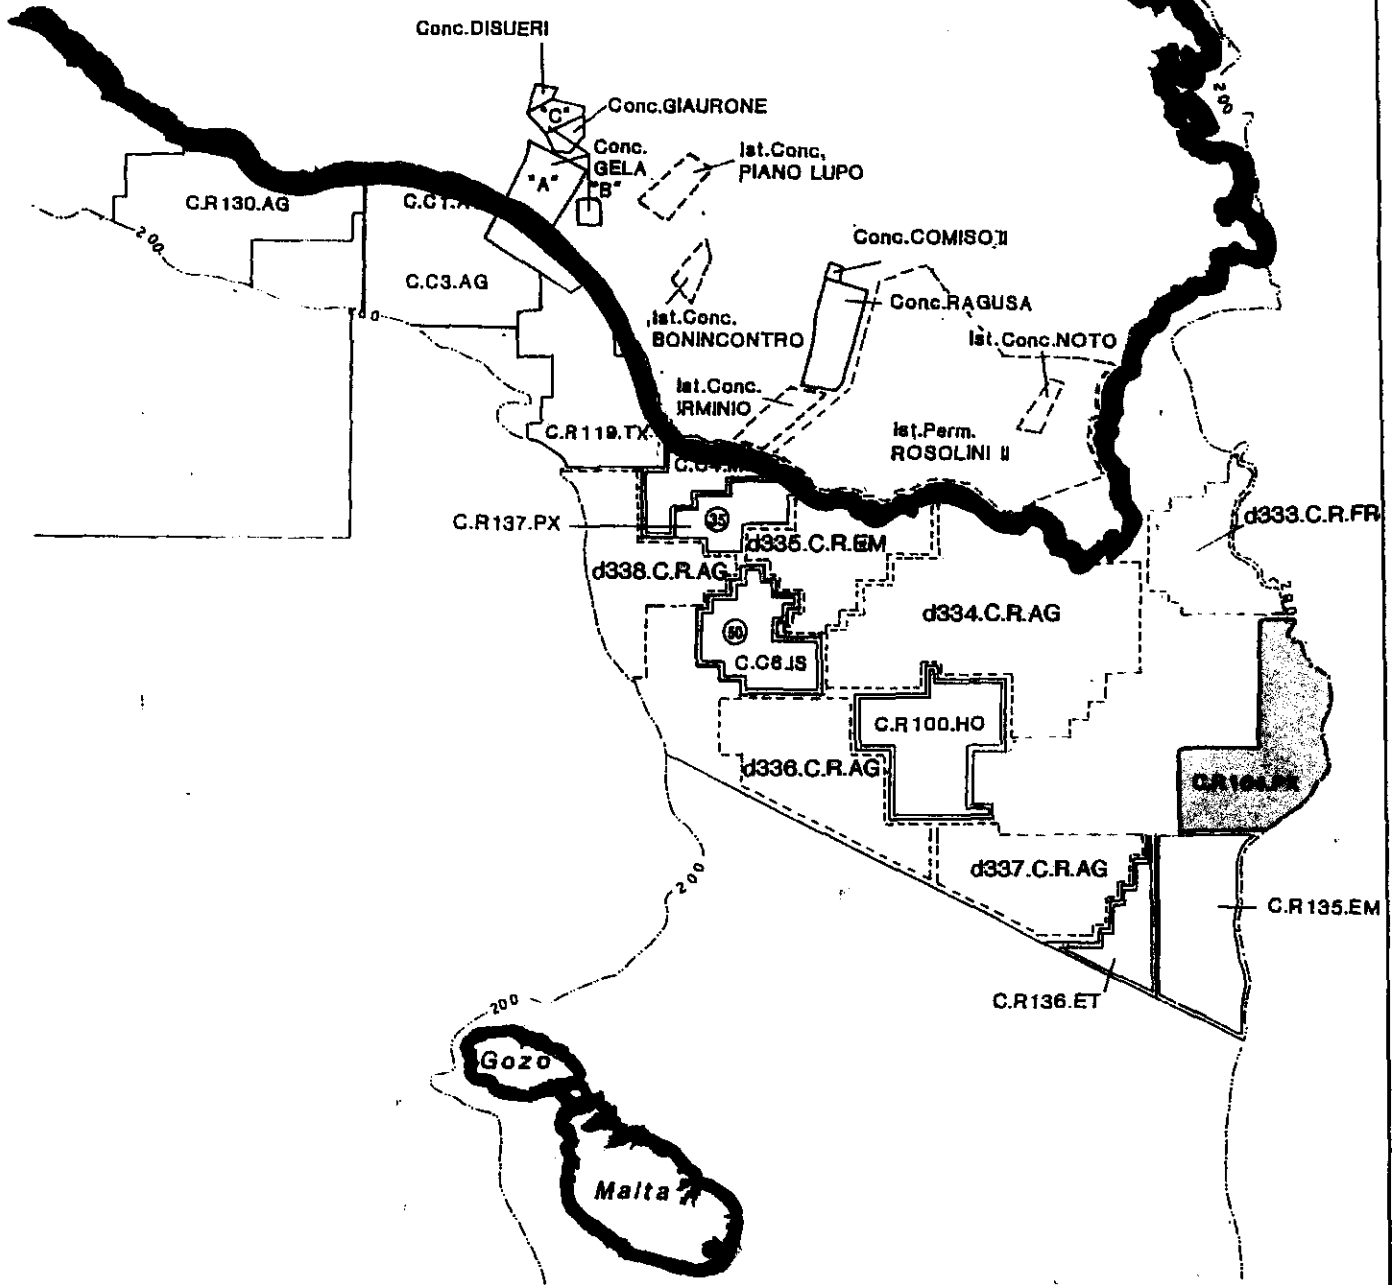 Conc.DISUERI
"C"
Conc.GIAURONE
Conc.
GELA
"B"
"A"
Ist.Conc.
PIANO LUPO
200
C.R130.AG
200
C.C3.AG
Conc.COMISO II
Conc.RAGUSA
Ist.Conc.
BONINCONTRO
Ist.Conc.NOTO
Ist.Conc.
IRMINIO
Ist.Perm.
ROSOLINI II
C.R119.TX
C.R137.PX
35
d335.C.R.EM
d333.C.R.FR
d338.C.R.AG
200
d334.C.R.AG
50
C.C6.IS
C.R100.HO
d336.C.R.AG
d337.C.R.AG
200
C.R135.EM
C.R136.ET
200
Gozo
Malta